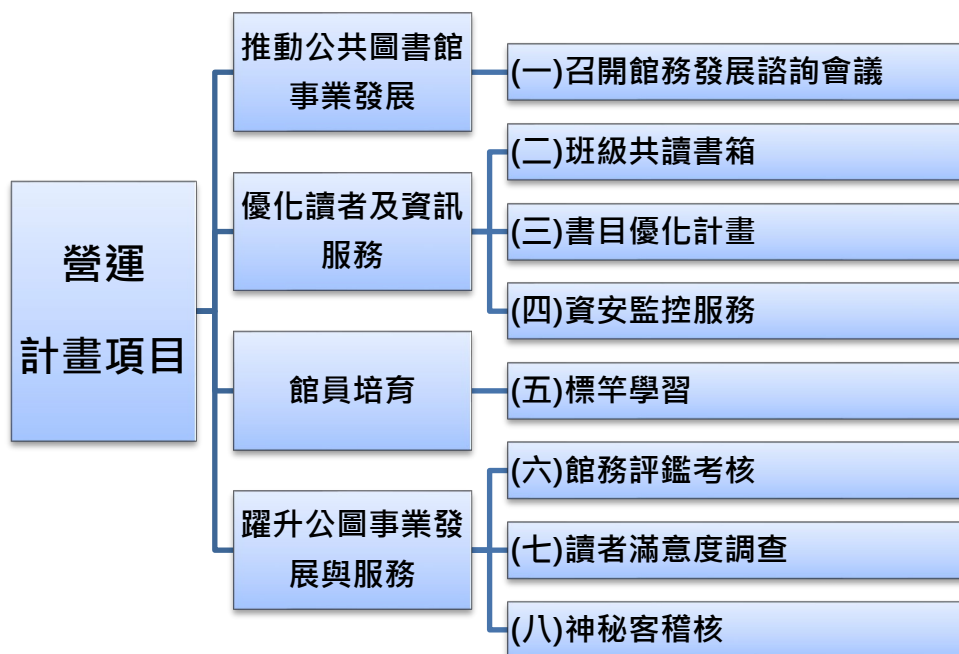 營運
計畫項目
推動公共圖書館
事業發展
(一)召開館務發展諮詢會議
優化讀者及資訊
服務
(二)班級共讀書箱
(三)書目優化計畫
(四)資安監控服務
館員培育
(五)標竿學習
躍升公圖事業發
展與服務
(六)館務評鑑考核
(七)讀者滿意度調查
(八)神秘客稽核